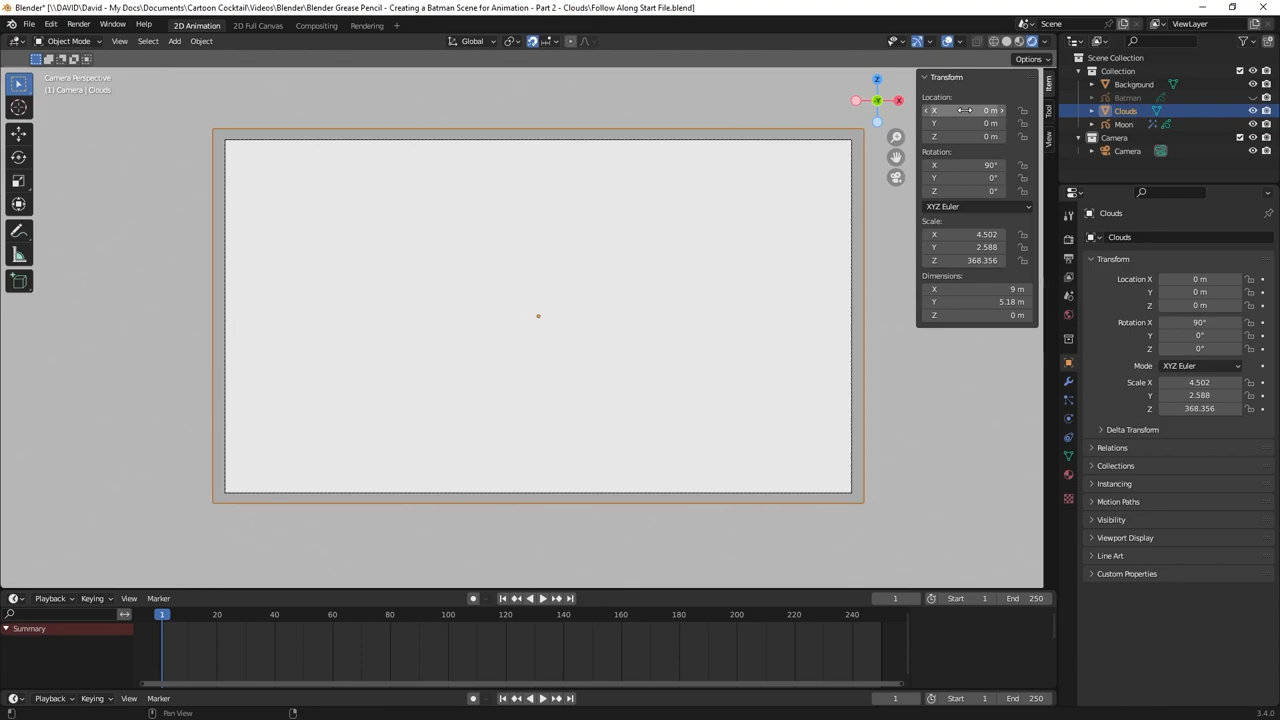 Blender* [\\DAVID\David - My Docs\Documents\Cartoon Cocktail\Videos\Blender\Blender Grease Pencil - Creating a Batman Scene for Animation - Part 2 - Clouds\Follow Along Start File.blend]
File Edit Render Window Help 2D Animation 2D Full Canvas Compositing Masking Rendering Scene ViewLayer
Object Mode View Select Add Object Global
Options
Camera Perspective
(1) Camera | Clouds
Z
X
-Y
Transform
Location:
X 0 m
Y 0 m
Z 0 m
Rotation:
X 90°
Y 0°
Z 0°
XYZ Euler
Scale:
X 4.502
Y 2.588
Z 368.356
Dimensions:
X 9 m
Y 5.18 m
Z 0 m
Item
Tool
View
Scene Collection
Collection
Background
Batman
Clouds
Moon
Camera
Camera
Clouds
Clouds
Transform
Location X 0 m
Y 0 m
Z 0 m
Rotation X 90°
Y 0°
Z 0°
Mode XYZ Euler
Scale X 4.502
Y 2.588
Z 368.356
Delta Transform
Relations
Collections
Instancing
Motion Paths
Visibility
Viewport Display
Line Art
Custom Properties
Playback Keying View Marker 1 Start 1 End 250
1 20 40 60 80 100 120 140 160 180 200 220 240
Summary
Playback Keying View Marker 1 Start 1 End 250
Pan View 3.4.0